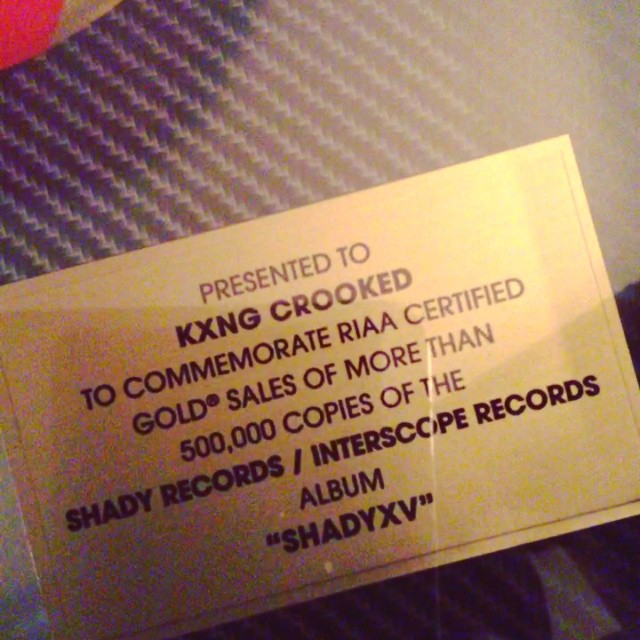 PRESENTED TO
KXNG CROOKED
TO COMMEMORATE RIAA CERTIFIED
GOLD® SALES OF MORE THAN
500,000 COPIES OF THE
SHADY RECORDS / INTERSCOPE RECORDS
ALBUM
“SHADYXV”